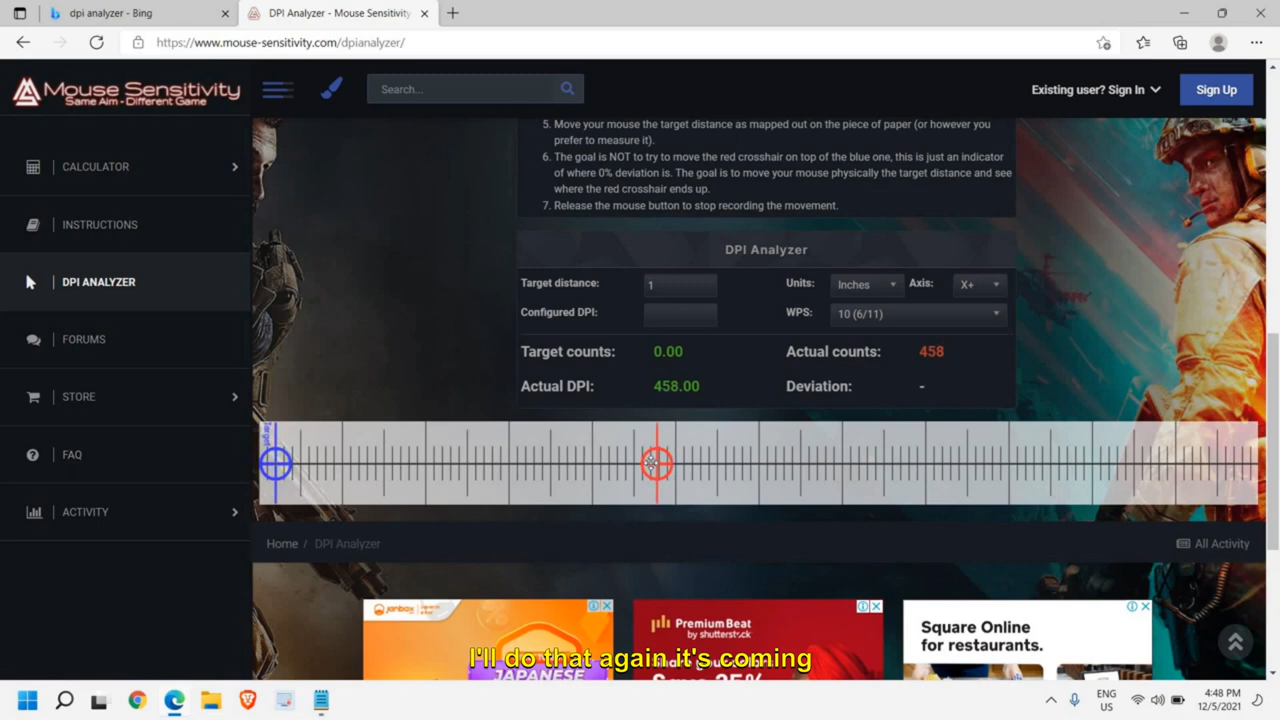 dpi analyzer - Bing
DPI Analyzer - Mouse Sensitivity
https://www.mouse-sensitivity.com/dpianalyzer/
Mouse Sensitivity
Same Aim - Different Game
Search...
Existing user? Sign In
Sign Up
CALCULATOR
INSTRUCTIONS
DPI ANALYZER
FORUMS
STORE
FAQ
ACTIVITY
5. Move your mouse the target distance as mapped out on the piece of paper (or however you
prefer to measure it).
6. The goal is NOT to try to move the red crosshair on top of the blue one, this is just an indicator
of where 0% deviation is. The goal is to move your mouse physically the target distance and see
where the red crosshair ends up.
7. Release the mouse button to stop recording the movement.
DPI Analyzer
Target distance: 1 Units: Inches Axis: X+
Configured DPI: WPS: 10 (6/11)
Target counts: 0.00 Actual counts: 458
Actual DPI: 458.00 Deviation: -
Target
Home / DPI Analyzer
All Activity
janbox
JAPANESE
PremiumBeat
by shutterstock
Square Online
for restaurants.
I'll do that again it's coming
ENG
US
4:48 PM
12/5/2021